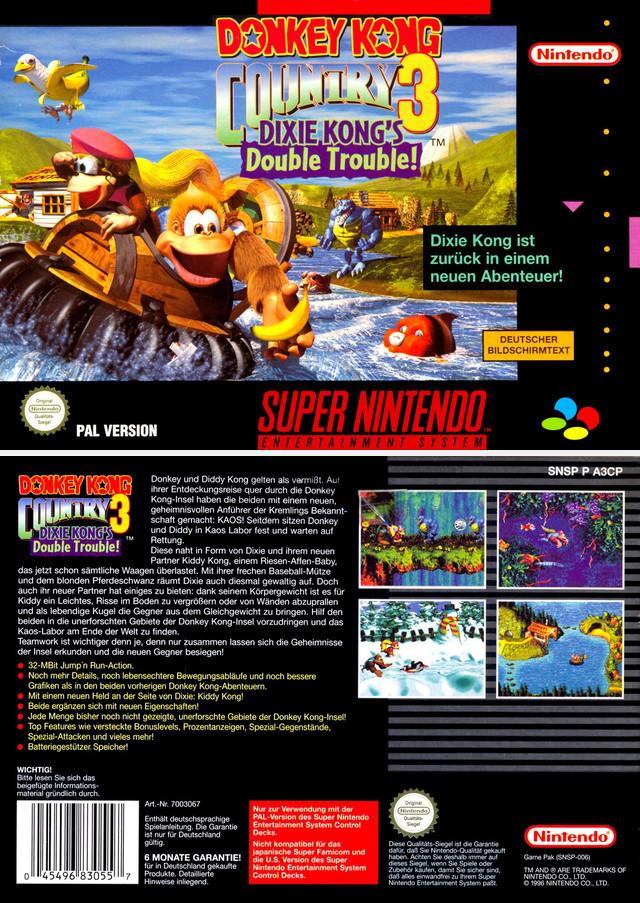 DONKEY KONG
COUNTRY 3
DIXIE KONG'S
Double Trouble!
TM
Nintendo
Dixie Kong ist
zurück in einem
neuen Abenteuer!
DEUTSCHER
BILDSCHIRMTEXT
Original
Nintendo
Qualitäts-
Siegel
PAL VERSION
SUPER NINTENDO
TM
ENTERTAINMENT SYSTEM
SNSP P A3CP
DONKEY KONG
COUNTRY 3
DIXIE KONG'S
Double Trouble!
TM
Donkey und Diddy Kong gelten als vermißt. Auf
ihrer Entdeckungsreise quer durch die Donkey
Kong-Insel haben die beiden mit einem neuen,
geheimnisvollen Anführer der Kremlings Bekannt-
schaft gemacht: KAOS! Seitdem sitzen Donkey
und Diddy in Kaos Labor fest und warten auf
Rettung.
Diese naht in Form von Dixie und ihrem neuen
Partner Kiddy Kong, einem Riesen-Affen-Baby,
das jetzt schon sämtliche Waagen überlastet. Mit ihrer frechen Baseball-Mütze
und dem blonden Pferdeschwanz räumt Dixie auch diesmal gewaltig auf. Doch
auch ihr neuer Partner hat einiges zu bieten: dank seinem Körpergewicht ist es für
Kiddy ein Leichtes, Risse im Boden zu vergrößern oder von Wänden abzuprallen
und als lebendige Kugel die Gegner aus dem Gleichgewicht zu bringen. Hilf den
beiden in die unerforschten Gebiete der Donkey Kong-Insel vorzudringen und das
Kaos-Labor am Ende der Welt zu finden.
Teamwork ist wichtiger denn je, denn nur zusammen lassen sich die Geheimnisse
der Insel erkunden und die neuen Gegner besiegen!
● 32-MBit Jump'n Run-Action.
● Noch mehr Details, noch lebensechtere Bewegungsabläufe und noch bessere
Grafiken als in den beiden vorherigen Donkey Kong-Abenteuern.
● Mit einem neuen Held an der Seite von Dixie: Kiddy Kong!
● Beide ergänzen sich mit neuen Eigenschaften!
● Jede Menge bisher noch nicht gezeigte, unerforschte Gebiete der Donkey Kong-Insel!
● Top Features wie versteckte Bonuslevels, Prozentanzeigen, Spezial-Gegenstände,
Spezial-Attacken und vieles mehr!
● Batteriegestützer Speicher!
WICHTIG!
Bitte lesen Sie sich das
beigefügte Informations-
material gründlich durch.
0 45496 83055 7
Art.-Nr. 7003067
Enthält deutschsprachige
Spielanleitung. Die Garantie
ist nur für Deutschland
gültig.
6 MONATE GARANTIE!
für in Deutschland gekaufte
Produkte. Detaillierte
Hinweise inliegend.
Nur zur Verwendung mit der
PAL-Version des Super Nintendo
Entertainment System Control
Decks.
Nicht kompatibel für das
japanische Super Famicom und
die U.S. Version des Super
Nintendo Entertainment System
Control Decks.
Original
Nintendo
Qualitäts-
Siegel
Diese Qualitäts-Siegel ist die Garantie
dafür, daß Sie Nintendo-Qualität gekauft
haben. Achten Sie deshalb immer auf
dieses Siegel, wenn Sie Spiele oder
Zubehör kaufen, damit Sie sicher sind,
daß alles einwandfrei zu Ihrem Super
Nintendo Entertainment System paßt.
Nintendo
Game Pak (SNSP-006)
TM AND ® ARE TRADEMARKS OF
NINTENDO CO., LTD.
© 1996 NINTENDO CO., LTD.